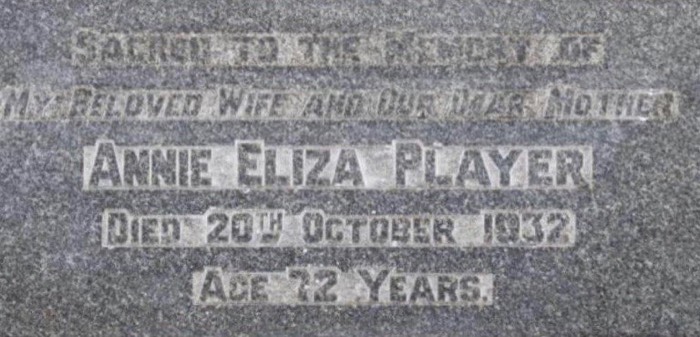 Sacred to the Memory of
My Beloved Wife and Our Dear Mother
Annie Eliza Player
Died 20th October 1932
Age 72 Years.